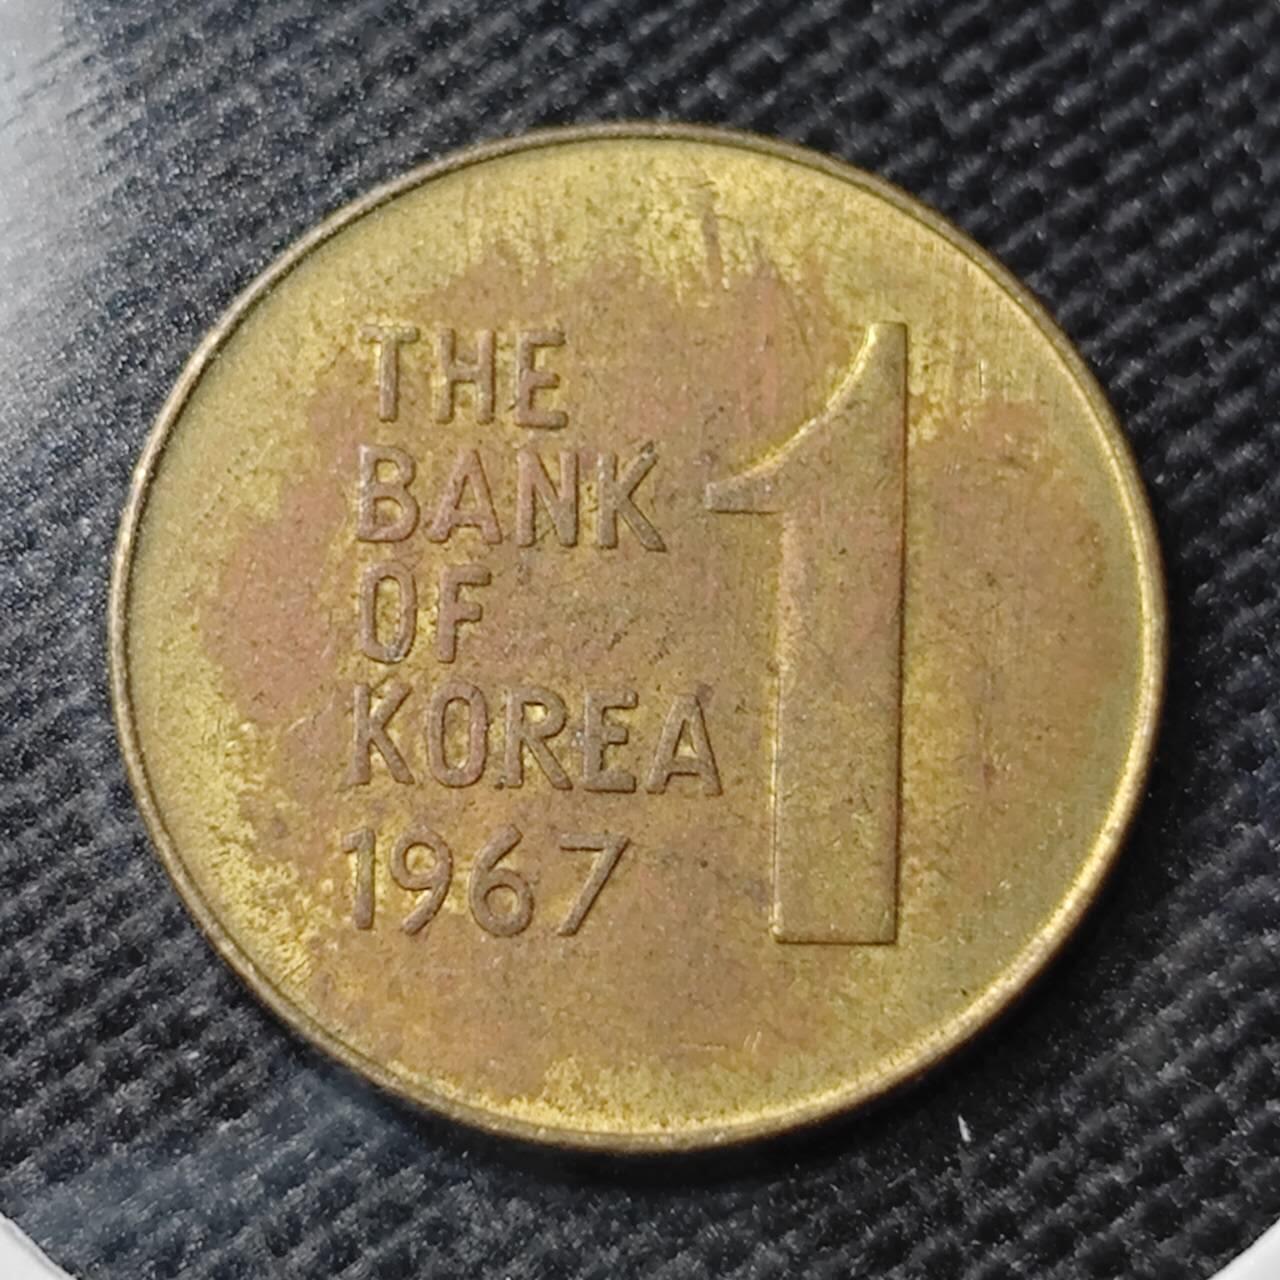 THE
BANK
OF
KOREA
1967
1